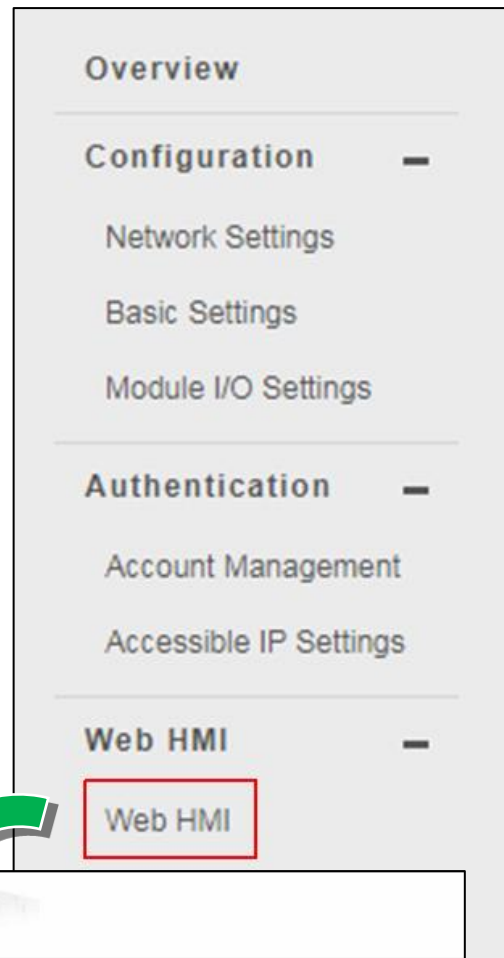 Overview
Configuration
Network Settings
Basic Settings
Module I/O Settings
Authentication
Account Management
Accessible IP Settings
Web HMI
Web HMI